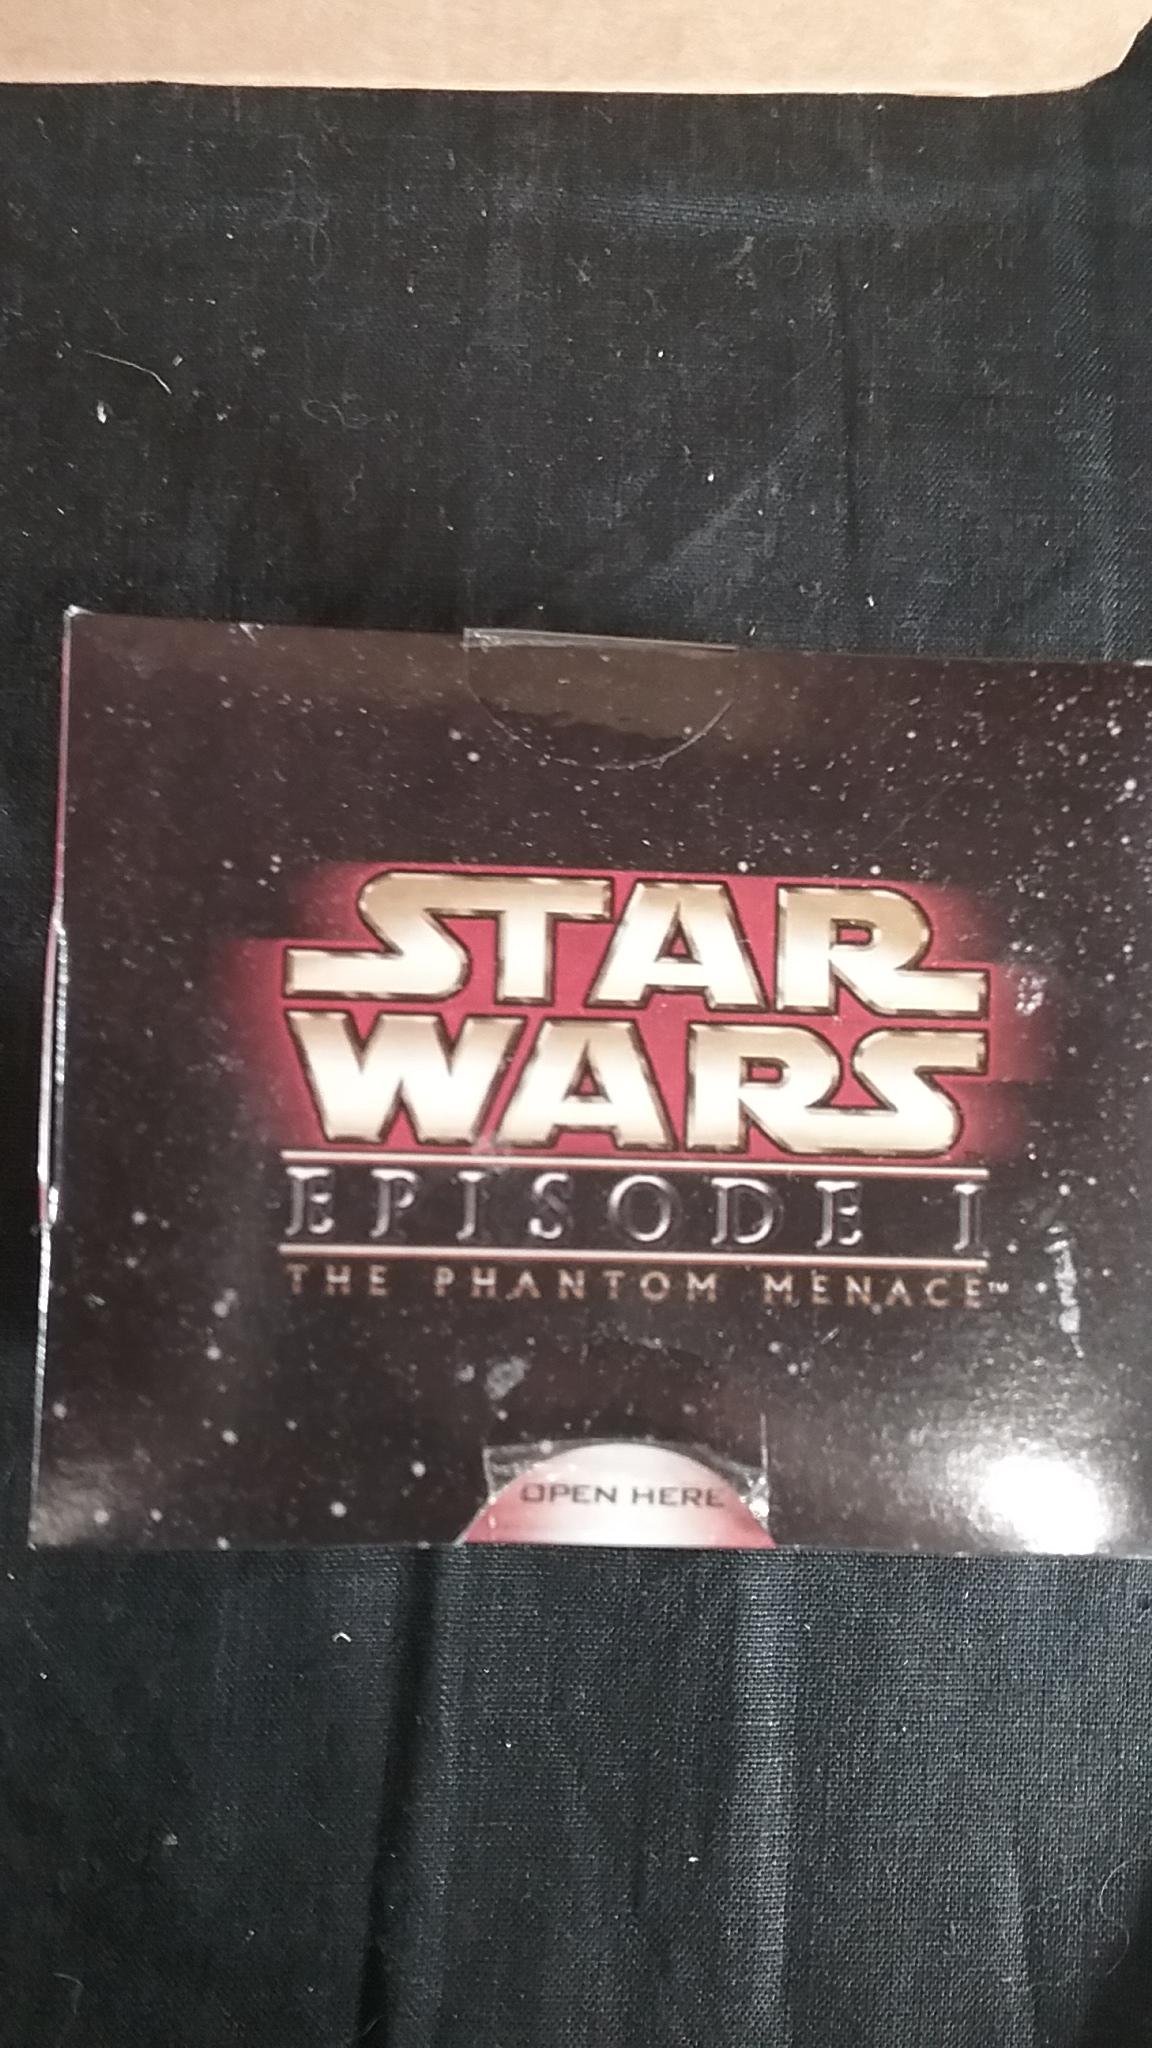 STAR
WARS
EPISODE I
THE PHANTOM MENACE™
OPEN HERE